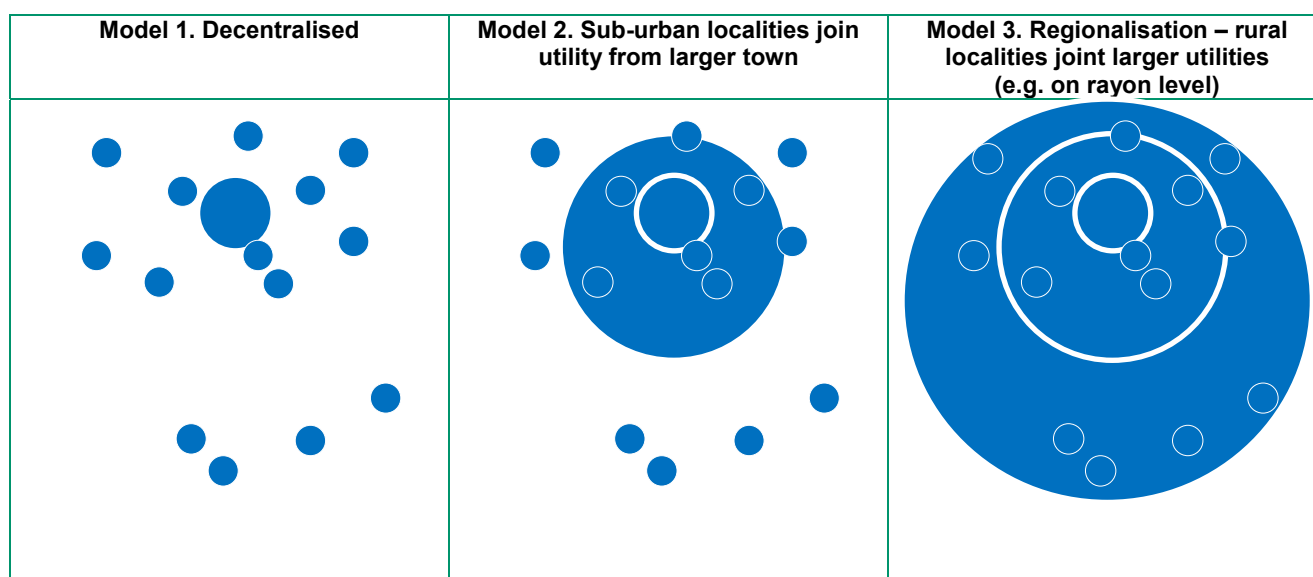 Model 1. Decentralised
Model 2. Sub-urban localities join
utility from larger town
Model 3. Regionalisation – rural
localities joint larger utilities
(e.g. on rayon level)